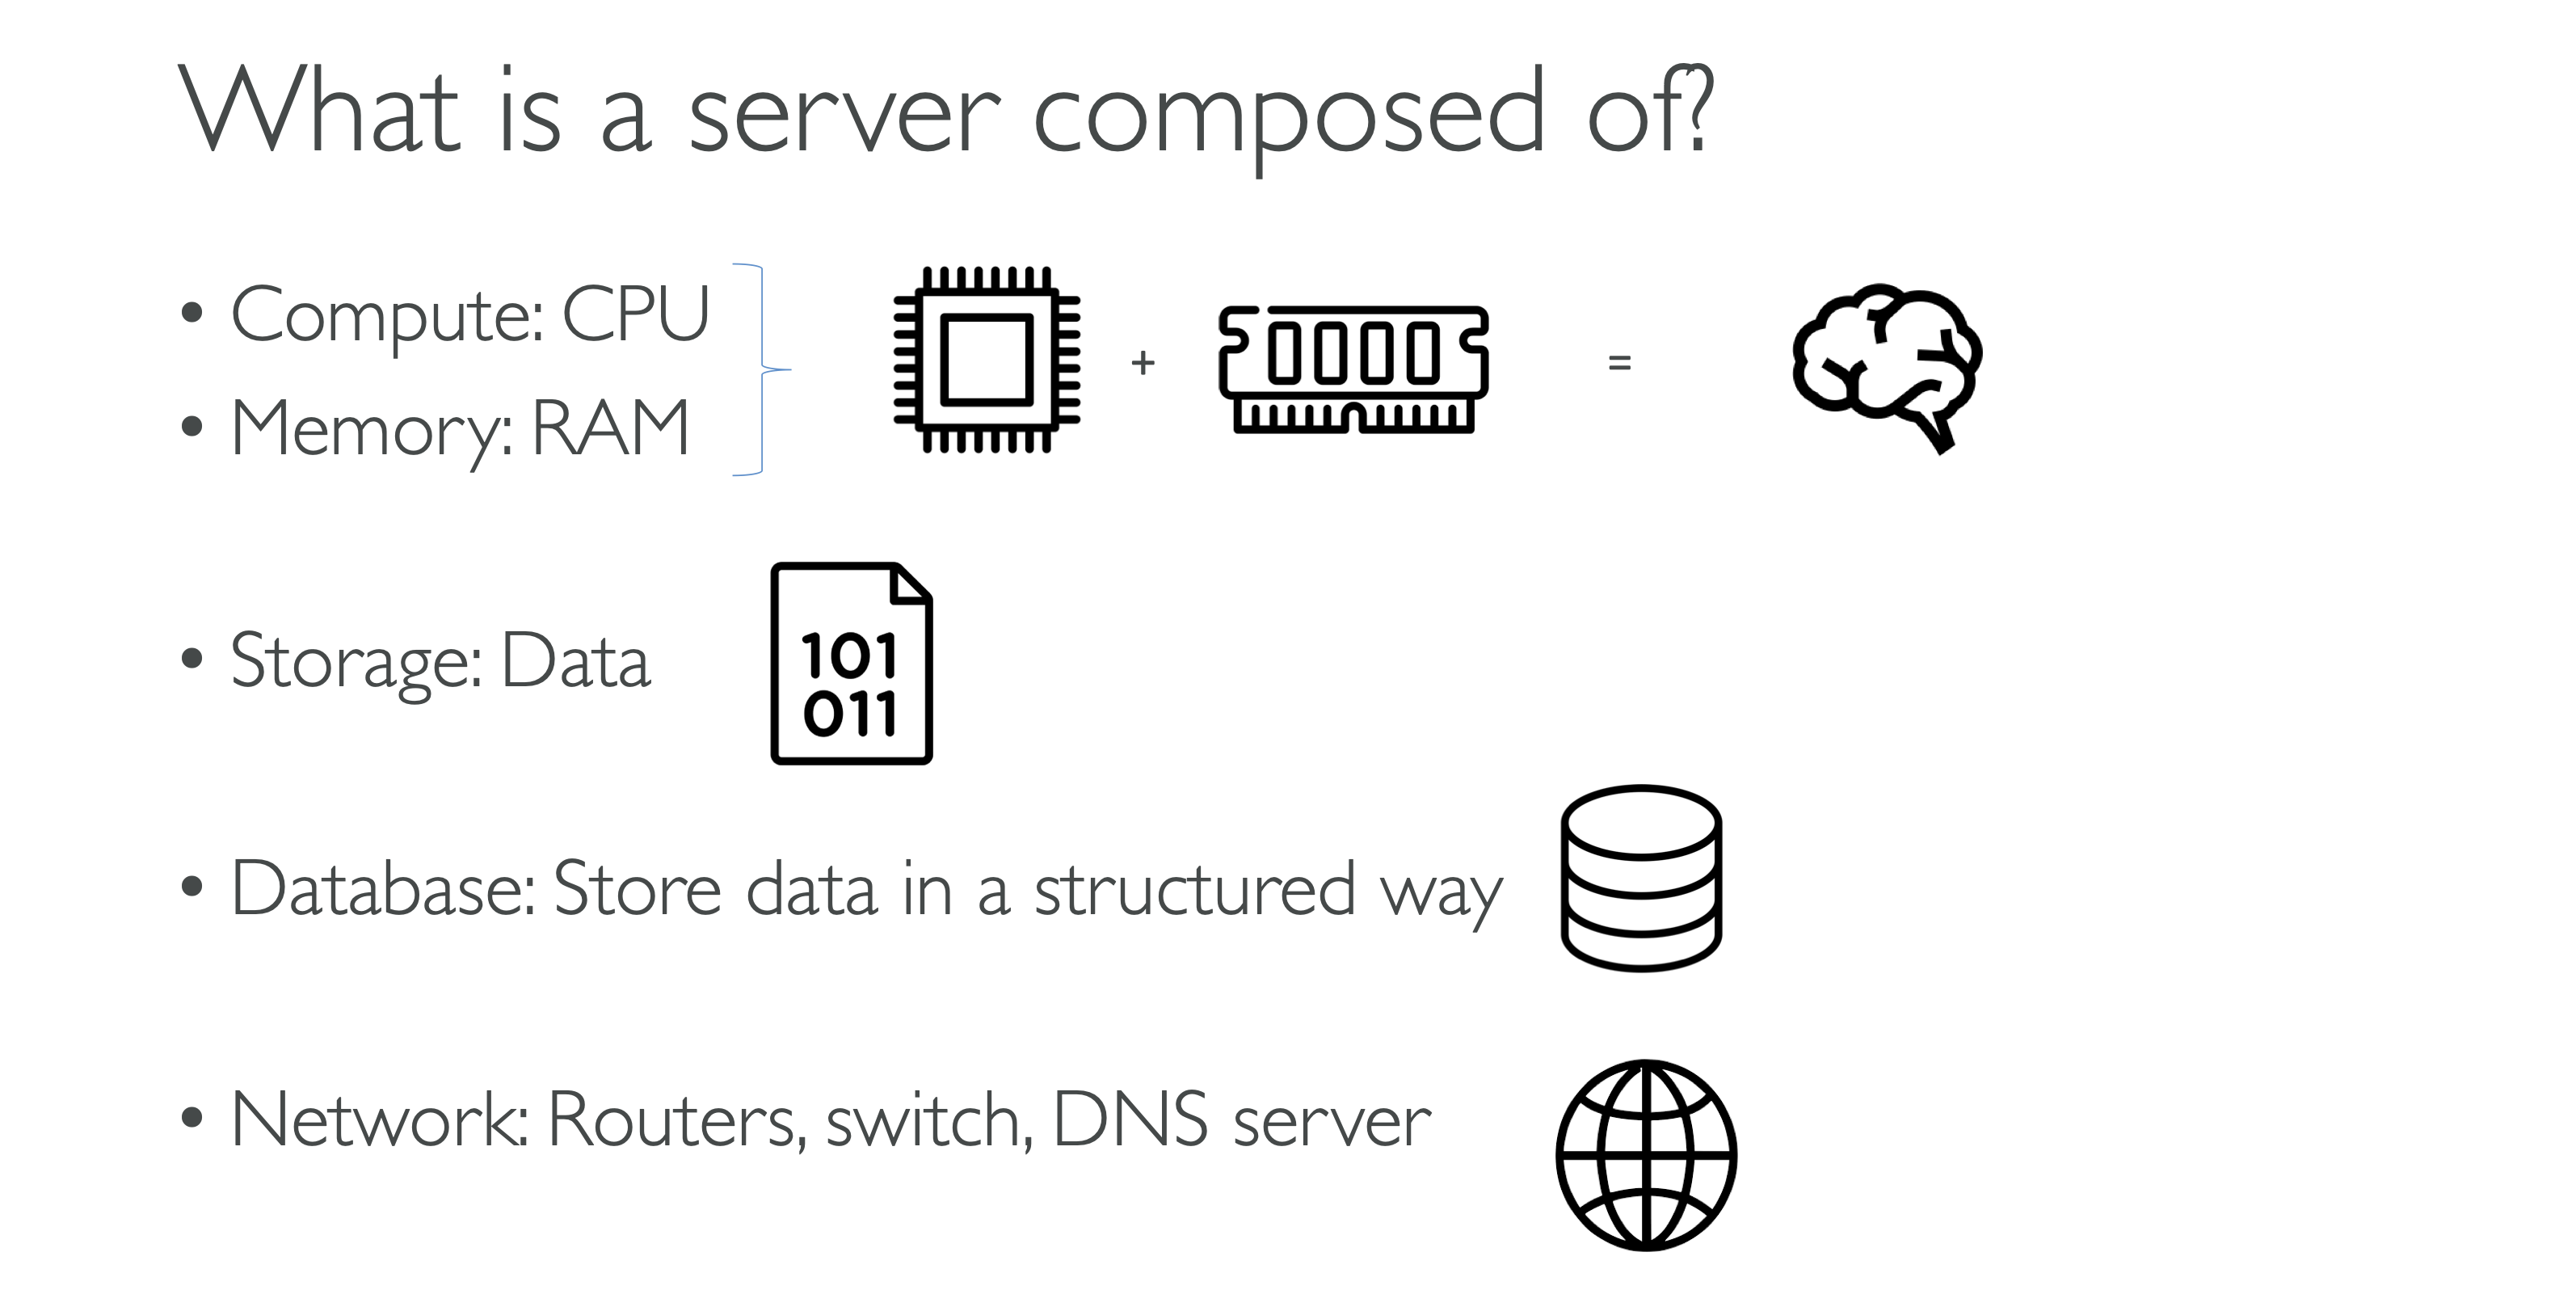 What is a server composed of?
• Compute: CPU
• Memory: RAM
+ =
• Storage: Data
101
011
• Database: Store data in a structured way
• Network: Routers, switch, DNS server